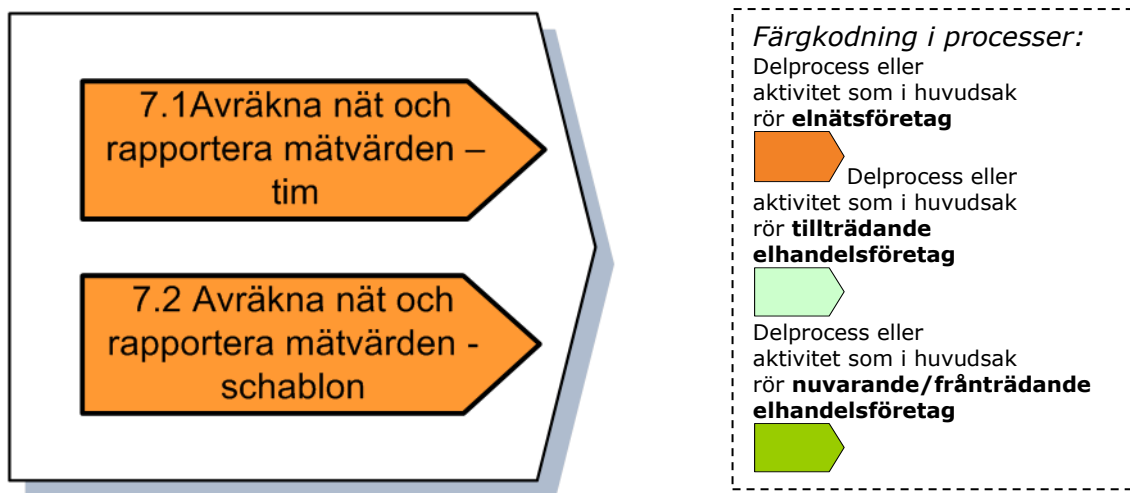 7.1Avräkna nät och
rapportera mätvärden –
tim
7.2 Avräkna nät och
rapportera mätvärden -
schablon
Färgkodning i processer:
Delprocess eller
aktivitet som i huvudsak
rör elnätsföretag
Delprocess eller
aktivitet som i huvudsak
rör tillträdande
elhandelsföretag
Delprocess eller
aktivitet som i huvudsak
rör nuvarande/frånträdande
elhandelsföretag